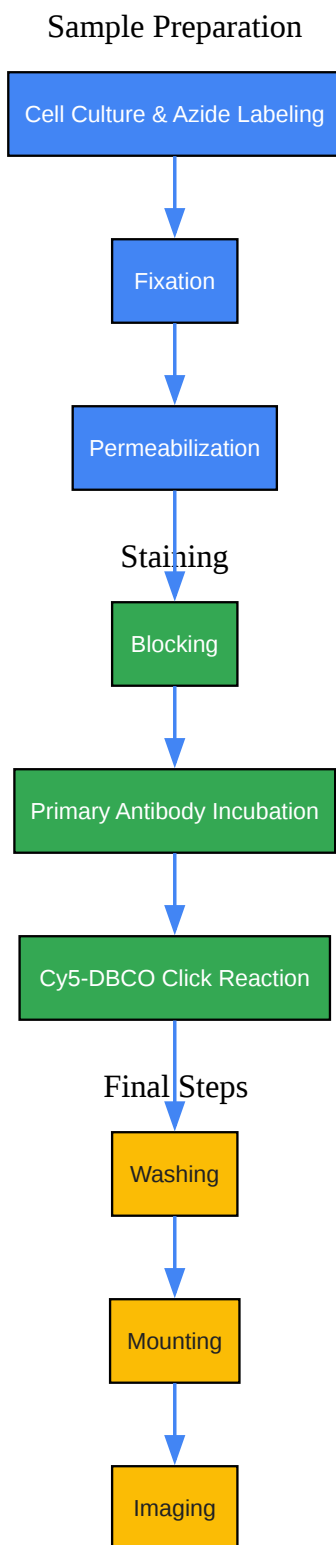 Sample Preparation
Cell Culture & Azide Labeling
Fixation
Permeabilization
Staining
Blocking
Primary Antibody Incubation
Cy5-DBCO Click Reaction
Final Steps
Washing
Mounting
Imaging